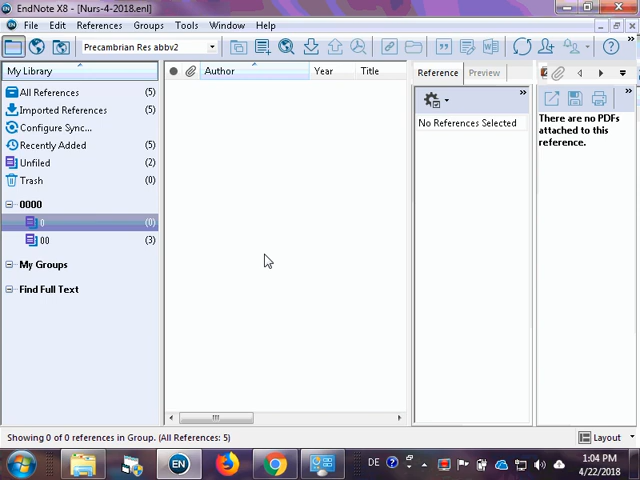 EndNote X8 - [Nurs-4-2018.enl]
File Edit References Groups Tools Window Help
Precambrian Res abbv2
My Library
All References (5)
Imported References (5)
Configure Sync...
Recently Added (5)
Unfiled (2)
Trash (0)
0000
0 (0)
00 (3)
My Groups
Find Full Text
Author Year Title
Reference Preview
No References Selected
There are no PDFs
attached to this
reference.
Showing 0 of 0 references in Group. (All References: 5)
Layout
EN
DE
1:04 PM
4/22/2018